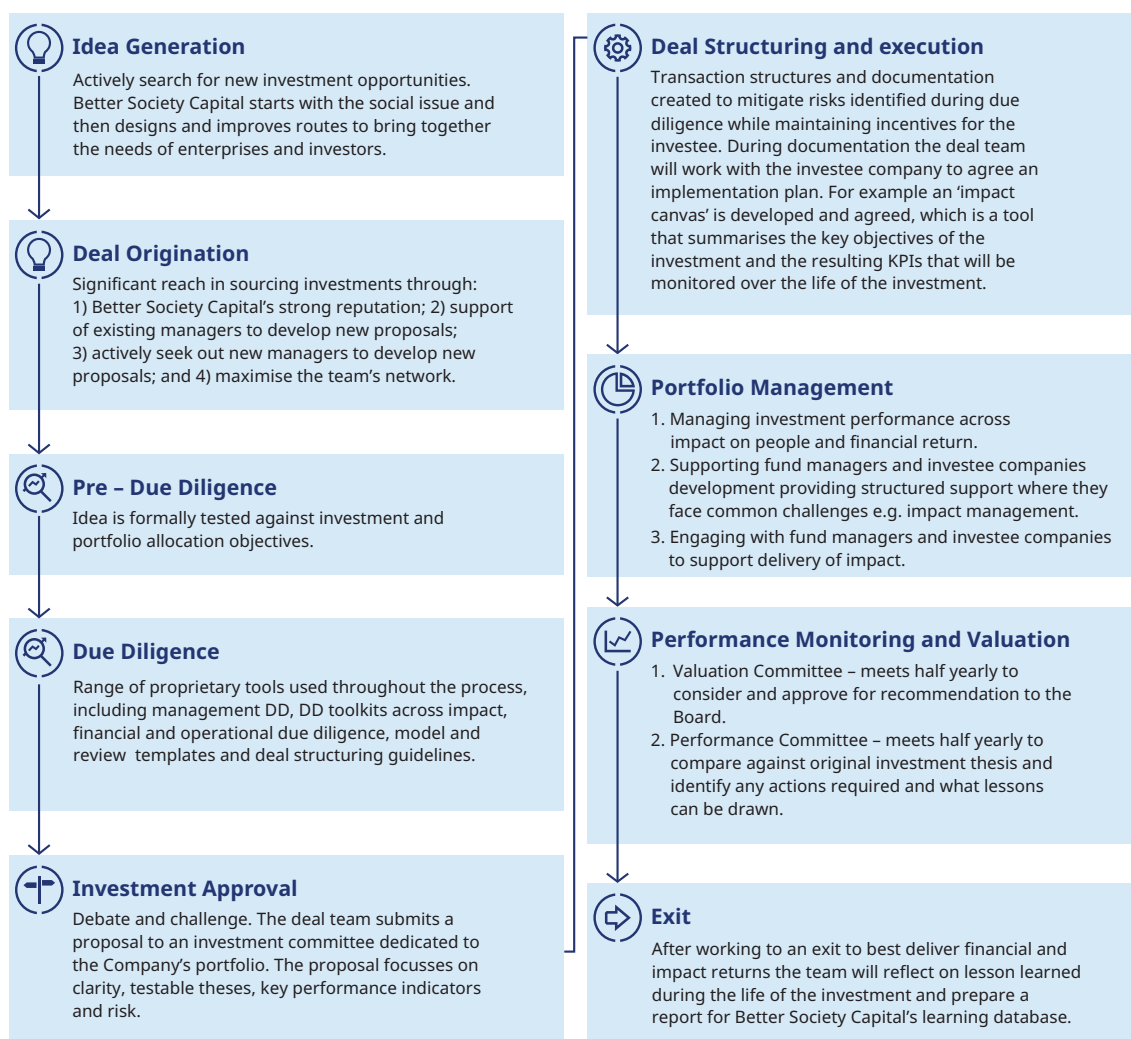 Idea Generation
Actively search for new investment opportunities.
Better Society Capital starts with the social issue and
then designs and improves routes to bring together
the needs of enterprises and investors.
Deal Origination
Significant reach in sourcing investments through:
1) Better Society Capital’s strong reputation; 2) support
of existing managers to develop new proposals;
3) actively seek out new managers to develop new
proposals; and 4) maximise the team’s network.
Pre – Due Diligence
Idea is formally tested against investment and
portfolio allocation objectives.
Due Diligence
Range of proprietary tools used throughout the process,
including management DD, DD toolkits across impact,
financial and operational due diligence, model and
review templates and deal structuring guidelines.
Investment Approval
Debate and challenge. The deal team submits a
proposal to an investment committee dedicated to
the Company’s portfolio. The proposal focusses on
clarity, testable theses, key performance indicators
and risk.
Deal Structuring and execution
Transaction structures and documentation
created to mitigate risks identified during due
diligence while maintaining incentives for the
investee. During documentation the deal team
will work with the investee company to agree an
implementation plan. For example an ‘impact
canvas’ is developed and agreed, which is a tool
that summarises the key objectives of the
investment and the resulting KPIs that will be
monitored over the life of the investment.
Portfolio Management
1. Managing investment performance across
impact on people and financial return.
2. Supporting fund managers and investee companies
development providing structured support where they
face common challenges e.g. impact management.
3. Engaging with fund managers and investee companies
to support delivery of impact.
Performance Monitoring and Valuation
1. Valuation Committee – meets half yearly to
consider and approve for recommendation to the
Board.
2. Performance Committee – meets half yearly to
compare against original investment thesis and
identify any actions required and what lessons
can be drawn.
Exit
After working to an exit to best deliver financial and
impact returns the team will reflect on lesson learned
during the life of the investment and prepare a
report for Better Society Capital’s learning database.